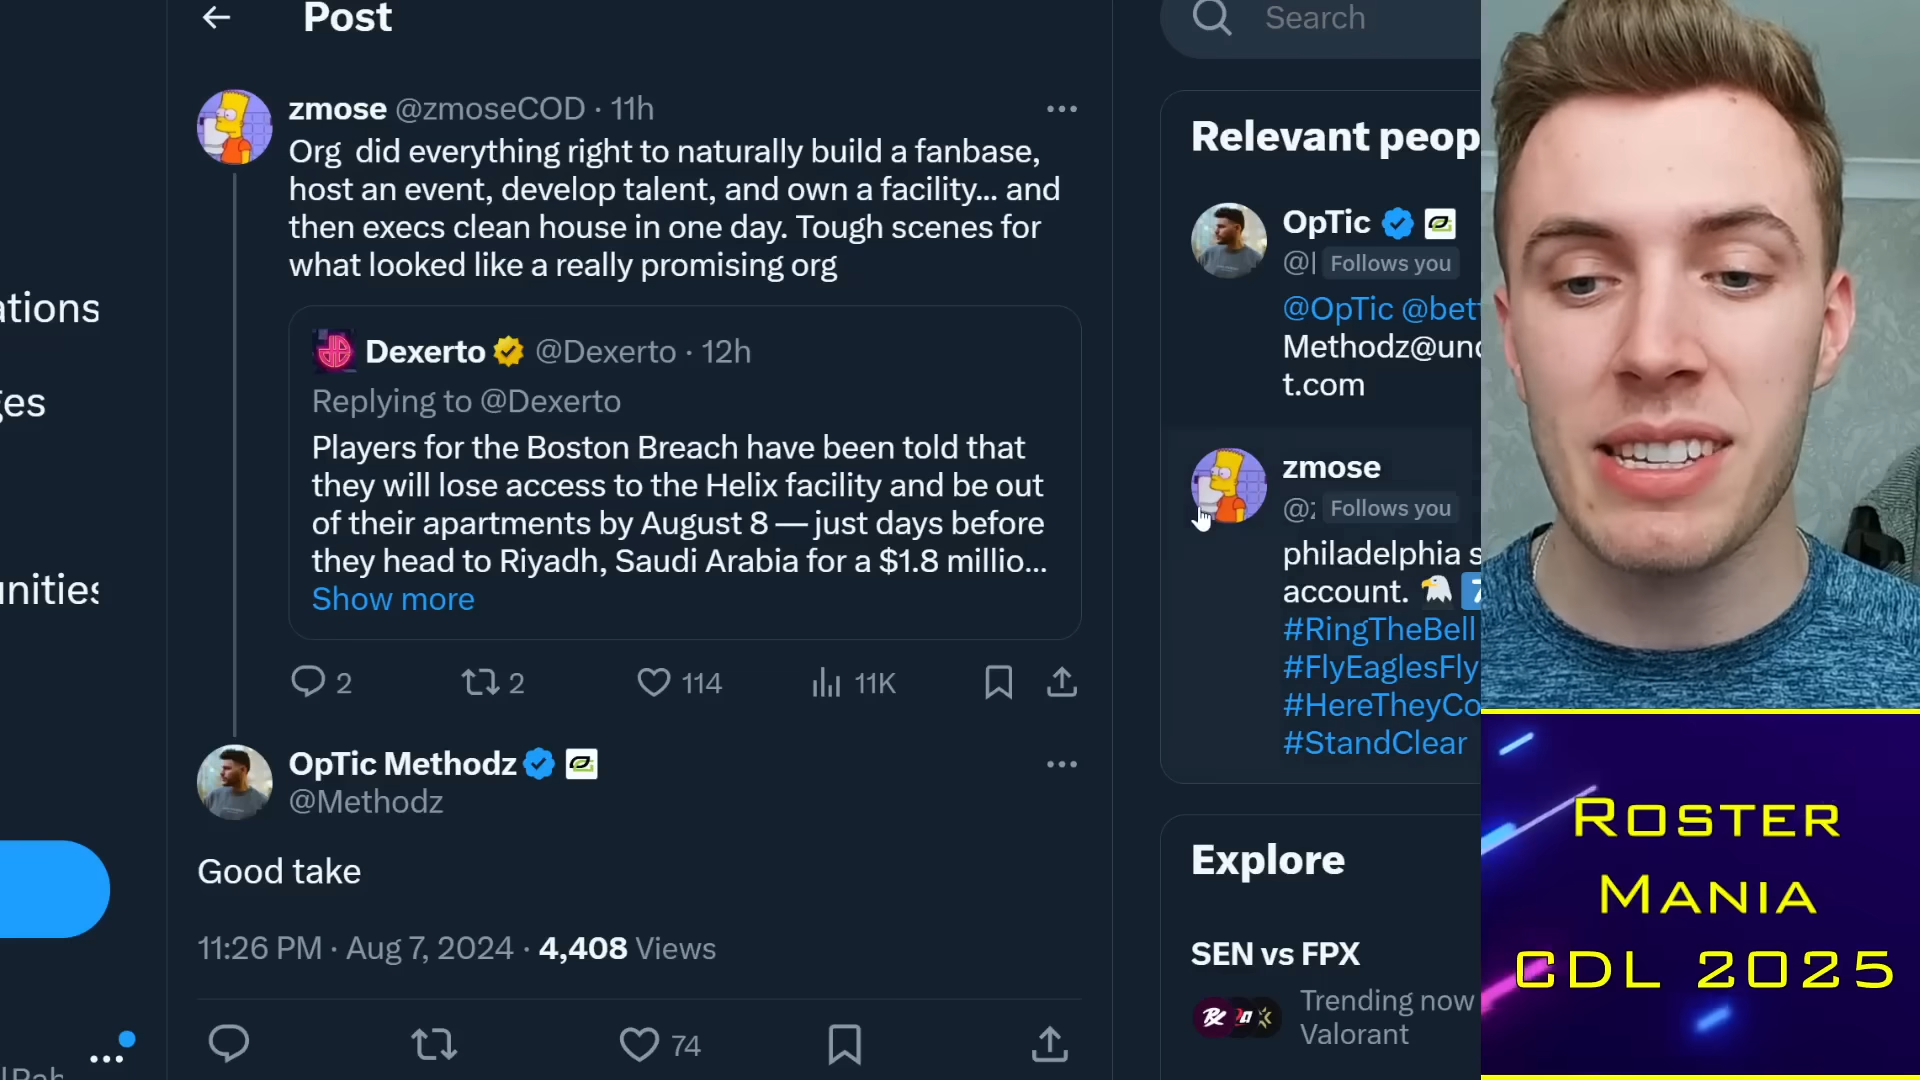 Post
Search
zmose @zmoseCOD · 11h
Org did everything right to naturally build a fanbase,
host an event, develop talent, and own a facility... and
then execs clean house in one day. Tough scenes for
what looked like a really promising org
Dexerto @Dexerto · 12h
Replying to @Dexerto
Players for the Boston Breach have been told that
they will lose access to the Helix facility and be out
of their apartments by August 8 — just days before
they head to Riyadh, Saudi Arabia for a $1.8 millio...
Show more
2 2 114 11K
OpTic Methodz
@Methodz
Good take
11:26 PM · Aug 7, 2024 · 4,408 Views
74
ations
ges
unities
Relevant peop
OpTic
@ Follows you
@OpTic @bet
Methodz@und
t.com
zmose
@z Follows you
philadelphia s
account.
#RingTheBell
#FlyEaglesFly
#HereTheyCo
#StandClear
Explore
SEN vs FPX
Trending now
Valorant
ROSTER
MANIA
CDL 2025